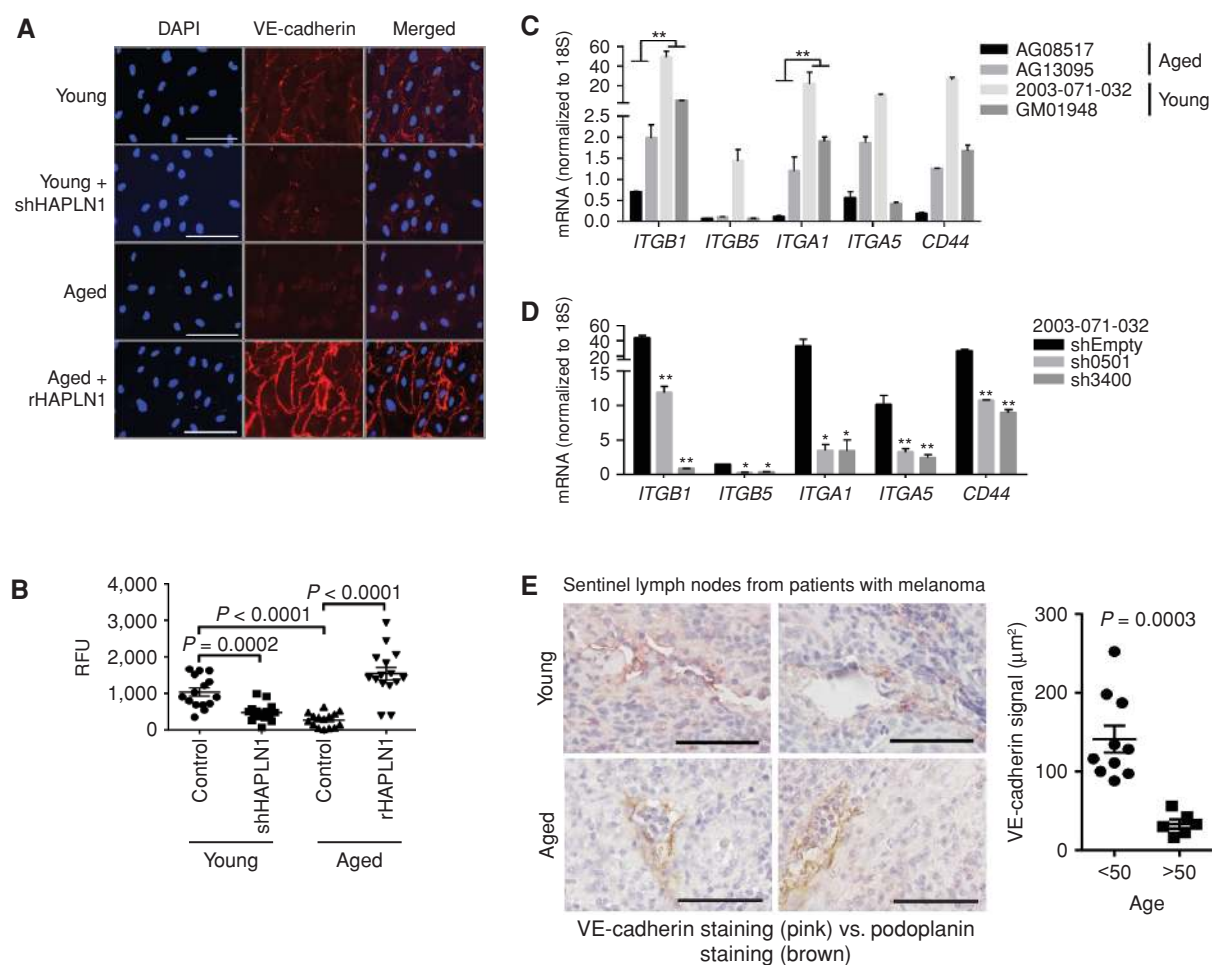 A
DAPI VE-cadherin Merged
Young
Young +
shHAPLN1
Aged
Aged +
rHAPLN1
B
RFU
4,000
3,000
2,000
1,000
0
P < 0.0001
P < 0.0001
P = 0.0002
Control shHAPLN1 Control rHAPLN1
Young Aged
C
mRNA (normalized to 18S)
60
40
20
2.5
2.0
1.5
1.0
0.5
0.0
** **
ITGB1 ITGB5 ITGA1 ITGA5 CD44
AG08517
AG13095
2003-071-032
GM01948
Aged
Young
D
mRNA (normalized to 18S)
60
40
20
15
10
5
0
** ** * * * * ** ** ** **
ITGB1 ITGB5 ITGA1 ITGA5 CD44
2003-071-032
shEmpty
sh0501
sh3400
E
Sentinel lymph nodes from patients with melanoma
Young
Aged
VE-cadherin staining (pink) vs. podoplanin
staining (brown)
VE-cadherin signal (μm²)
300
200
100
0
P = 0.0003
<50 >50
Age